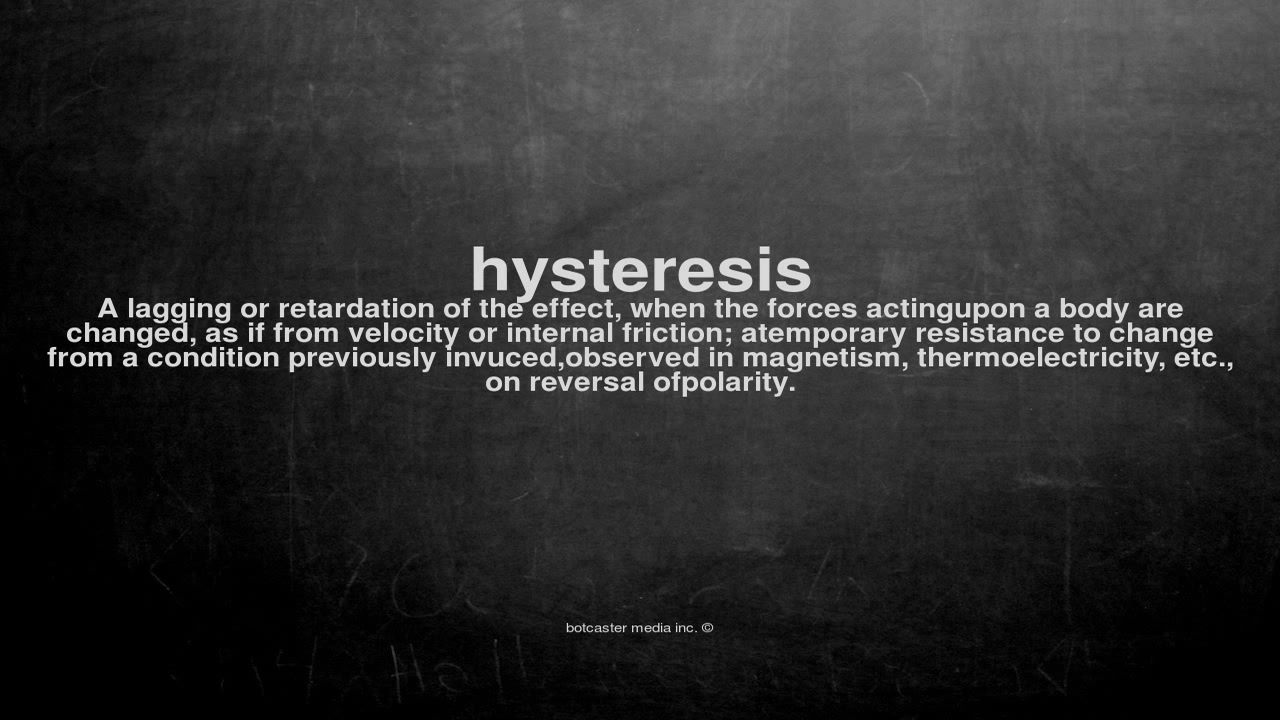 hysteresis
A lagging or retardation of the effect, when the forces actingupon a body are
changed, as if from velocity or internal friction; atemporary resistance to change
from a condition previously invuced,observed in magnetism, thermoelectricity, etc.,
on reversal ofpolarity.
botcaster media inc. ©